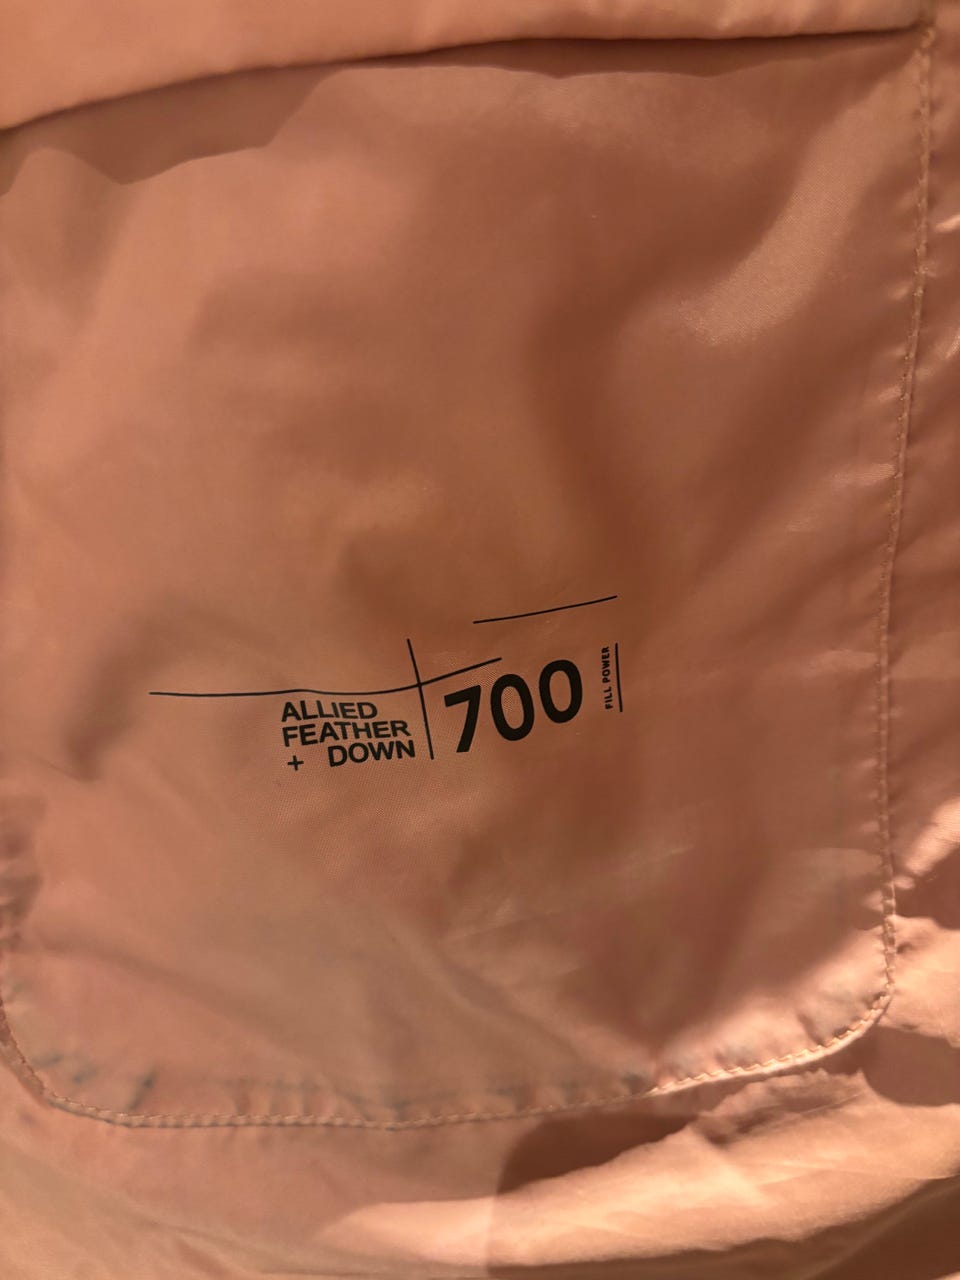 ALLIED
FEATHER
+ DOWN
700
FILL POWER